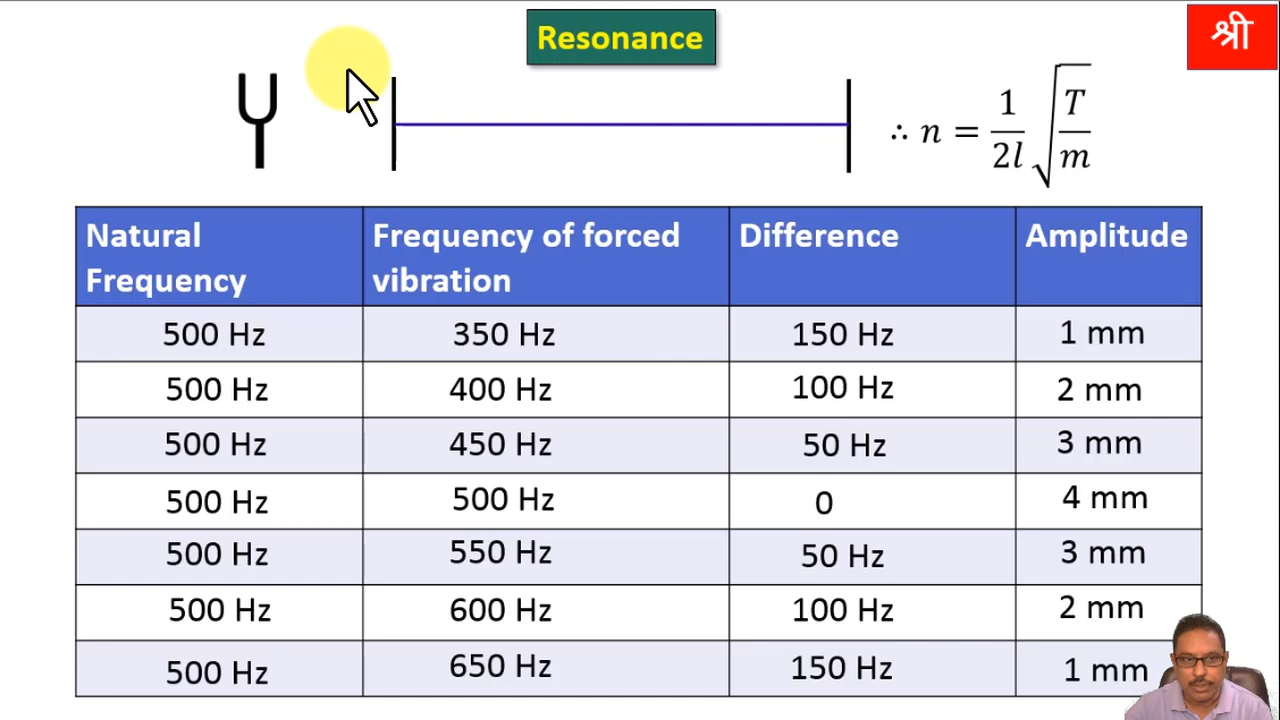 Resonance
श्री
∴ n = 1/2l √T/m
Natural Frequency of forced Difference Amplitude
Frequency vibration
500 Hz 350 Hz 150 Hz 1 mm
500 Hz 400 Hz 100 Hz 2 mm
500 Hz 450 Hz 50 Hz 3 mm
500 Hz 500 Hz 0 4 mm
500 Hz 550 Hz 50 Hz 3 mm
500 Hz 600 Hz 100 Hz 2 mm
500 Hz 650 Hz 150 Hz 1 mm